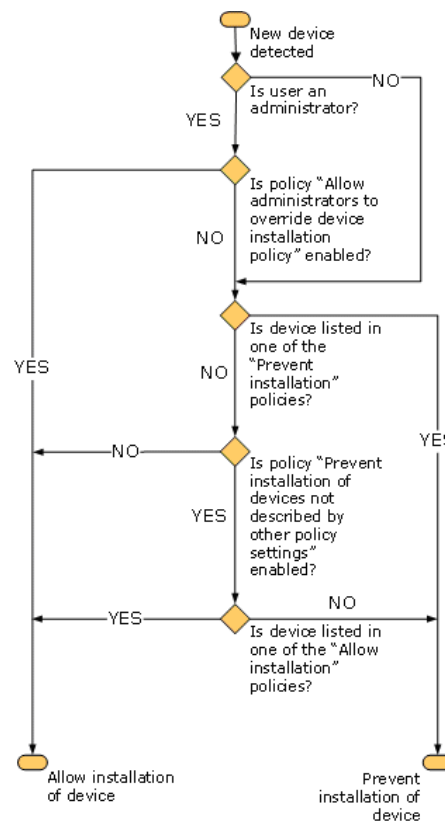 New device
detected
NO
Is user an
administrator?
YES
Is policy “Allow
administrators to
override device
installation
policy” enabled?
NO
Is device listed in
one of the
“Prevent
installation”
policies?
YES
NO
YES
NO
Is policy “Prevent
installation of
devices not
described by
other policy
settings”
enabled?
YES
NO
YES
Is device listed in
one of the “Allow
installation”
policies?
Allow installation
of device
Prevent
installation of
device